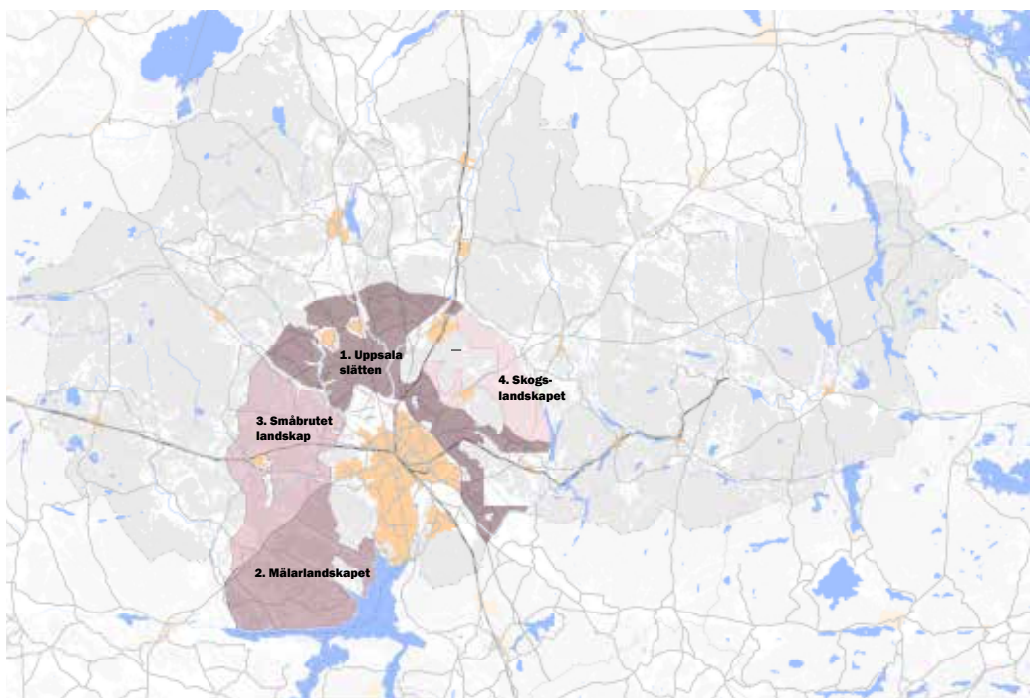 1. Uppsala
slätten
4. Skogs-
landskapet
3. Småbrutet
landskap
2. Mälarlandskapet